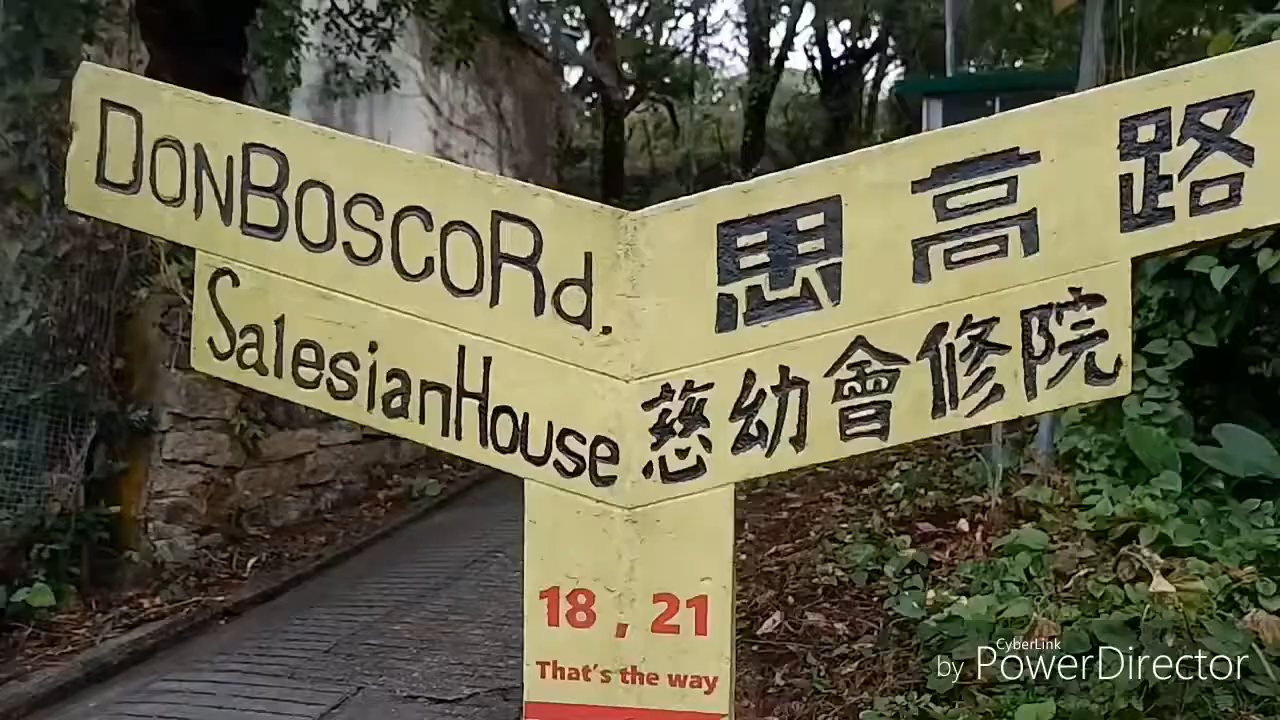 DonBoscoRd.
SalesianHouse
思高路
慈幼會修院
18 , 21
That's the way
CyberLink
by PowerDirector